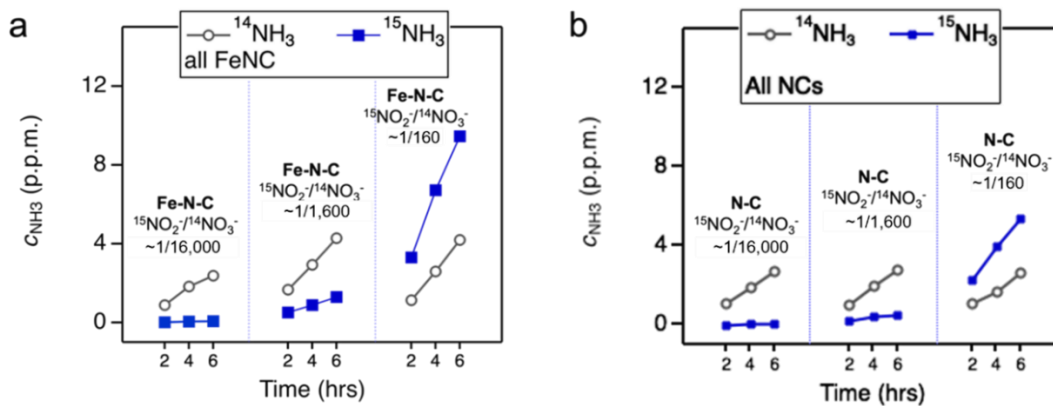 a
¹⁴NH₃ ¹⁵NH₃
all FeNC
12
8
4
0
c_NH3 (p.p.m.)
Fe-N-C
¹⁵NO₂⁻/¹⁴NO₃⁻
~1/16,000
Fe-N-C
¹⁵NO₂⁻/¹⁴NO₃⁻
~1/1,600
Fe-N-C
¹⁵NO₂⁻/¹⁴NO₃⁻
~1/160
2 4 6 2 4 6 2 4 6
Time (hrs)
b
¹⁴NH₃ ¹⁵NH₃
All NCs
12
8
4
0
c_NH3 (p.p.m.)
N-C
¹⁵NO₂⁻/¹⁴NO₃⁻
~1/16,000
N-C
¹⁵NO₂⁻/¹⁴NO₃⁻
~1/1,600
N-C
¹⁵NO₂⁻/¹⁴NO₃⁻
~1/160
2 4 6 2 4 6 2 4 6
Time (hrs)